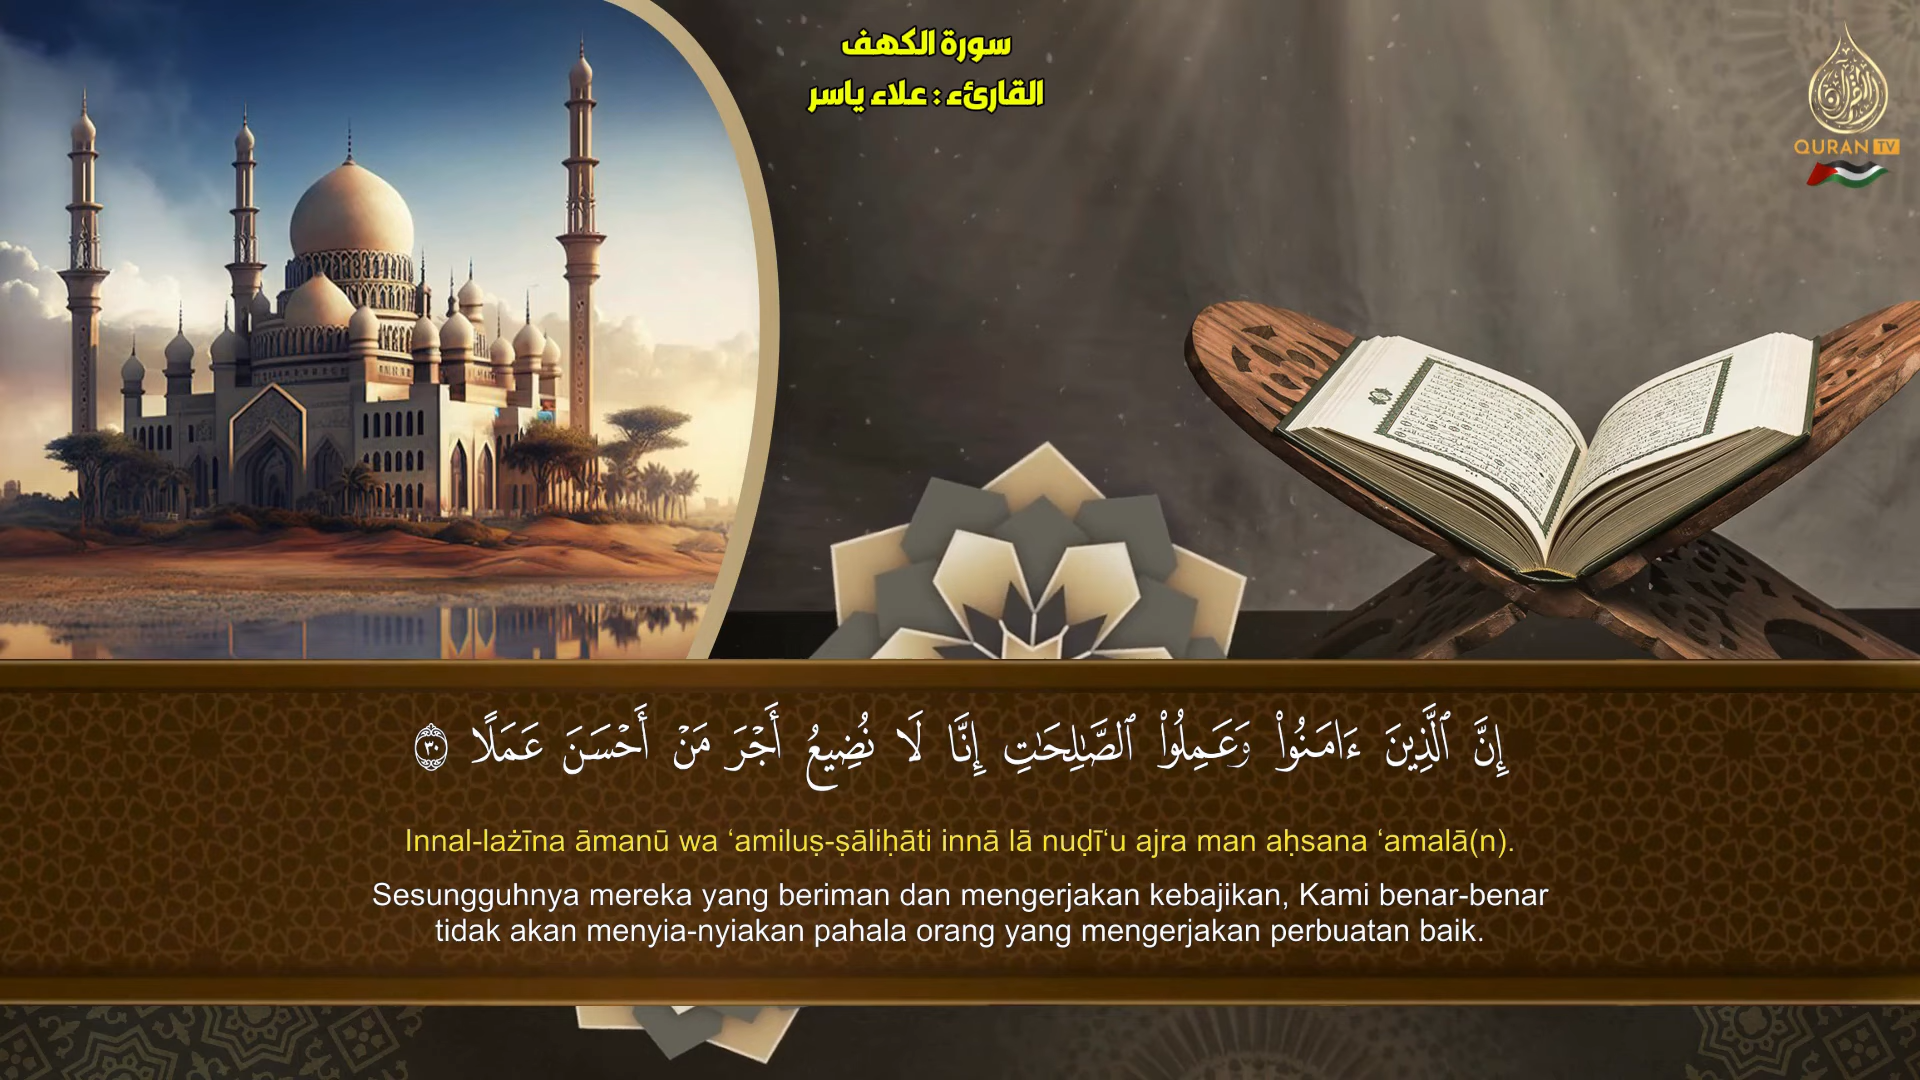 سورة الكهف
القارئء : علاء ياسر
القرآن
QURAN TV
إِنَّ ٱلَّذِينَ ءَامَنُوا۟ وَعَمِلُوا۟ ٱلصَّـٰلِحَـٰتِ إِنَّا لَا نُضِيعُ أَجْرَ مَنْ أَحْسَنَ عَمَلًا ٣٠
Innal-lażīna āmanū wa ‘amiluṣ-ṣāliḥāti innā lā nuḍī‘u ajra man aḥsana ‘amalā(n).
Sesungguhnya mereka yang beriman dan mengerjakan kebajikan, Kami benar-benar
tidak akan menyia-nyiakan pahala orang yang mengerjakan perbuatan baik.